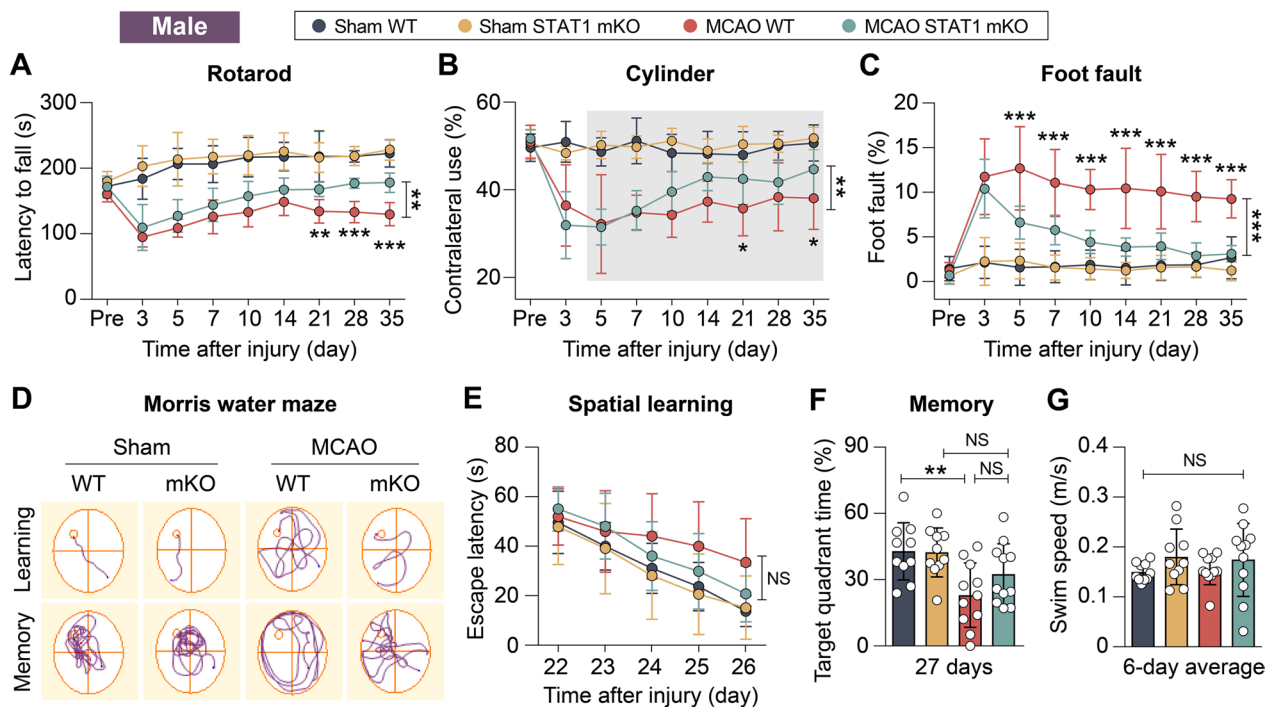 Male
Sham WT
Sham STAT1 mKO
MCAO WT
MCAO STAT1 mKO
A
Rotarod
Latency to fall (s)
300
200
100
0
**
***
***
**
Pre 3 5 7 10 14 21 28 35
Time after injury (day)
B
Cylinder
Contralateral use (%)
60
40
20
*
*
**
Pre 3 5 7 10 14 21 28 35
Time after injury (day)
C
Foot fault
Foot fault (%)
20
15
10
5
0
***
***
***
***
***
***
***
***
Pre 3 5 7 10 14 21 28 35
Time after injury (day)
D
Morris water maze
Sham MCAO
WT mKO WT mKO
Learning
Memory
E
Spatial learning
Escape latency (s)
80
60
40
20
0
NS
22 23 24 25 26
Time after injury (day)
F
Memory
Target quadrant time (%)
90
60
30
0
NS
**
NS
27 days
G
Swim speed (m/s)
0.4
0.3
0.2
0.1
0
NS
6-day average